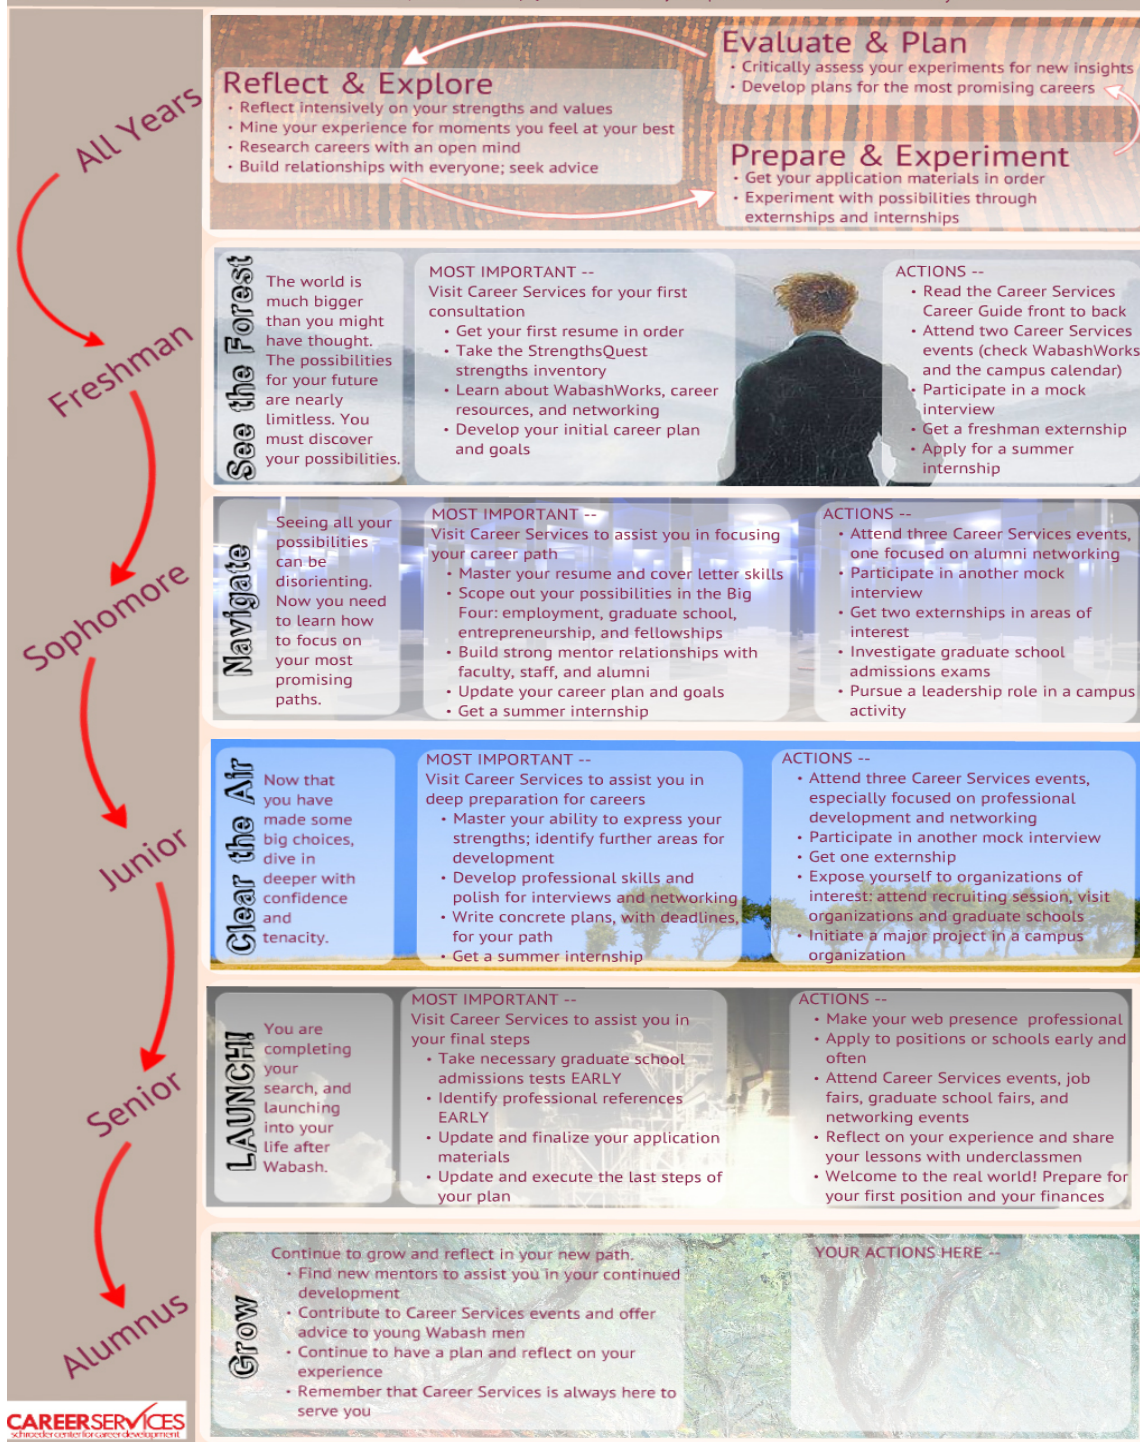 All Years
Reflect & Explore
• Reflect intensively on your strengths and values
• Mine your experience for moments you feel at your best
• Research careers with an open mind
• Build relationships with everyone; seek advice
Evaluate & Plan
• Critically assess your experiments for new insights
• Develop plans for the most promising careers
Prepare & Experiment
• Get your application materials in order
• Experiment with possibilities through
externships and internships
Freshman
See the Forest
The world is
much bigger
than you might
have thought.
The possibilities
for your future
are nearly
limitless. You
must discover
your possibilities.
MOST IMPORTANT --
Visit Career Services for your first
consultation
• Get your first resume in order
• Take the StrengthsQuest
strengths inventory
• Learn about WabashWorks, career
resources, and networking
• Develop your initial career plan
and goals
ACTIONS --
• Read the Career Services
Career Guide front to back
• Attend two Career Services
events (check WabashWorks
and the campus calendar)
• Participate in a mock
interview
• Get a freshman externship
• Apply for a summer
internship
Sophomore
Navigate
Seeing all your
possibilities
can be
disorienting.
Now you need
to learn how
to focus on
your most
promising
paths.
MOST IMPORTANT --
Visit Career Services to assist you in focusing
your career path
• Master your resume and cover letter skills
• Scope out your possibilities in the Big
Four: employment, graduate school,
entrepreneurship, and fellowships
• Build strong mentor relationships with
faculty, staff, and alumni
• Update your career plan and goals
• Get a summer internship
ACTIONS --
• Attend three Career Services events,
one focused on alumni networking
• Participate in another mock
interview
• Get two externships in areas of
interest
• Investigate graduate school
admissions exams
• Pursue a leadership role in a campus
activity
Junior
Clear the Air
Now that
you have
made some
big choices,
dive in
deeper with
confidence
and
tenacity.
MOST IMPORTANT --
Visit Career Services to assist you in
deep preparation for careers
• Master your ability to express your
strengths; identify further areas for
development
• Develop professional skills and
polish for interviews and networking
• Write concrete plans, with deadlines,
for your path
• Get a summer internship
ACTIONS --
• Attend three Career Services events,
especially focused on professional
development and networking
• Participate in another mock interview
• Get one externship
• Expose yourself to organizations of
interest: attend recruiting session, visit
organizations and graduate schools
• Initiate a major project in a campus
organization
Senior
LAUNCH!
You are
completing
your
search, and
launching
into your
life after
Wabash.
MOST IMPORTANT --
Visit Career Services to assist you in
your final steps
• Take necessary graduate school
admissions tests EARLY
• Identify professional references
EARLY
• Update and finalize your application
materials
• Update and execute the last steps of
your plan
ACTIONS --
• Make your web presence professional
• Apply to positions or schools early and
often
• Attend Career Services events, job
fairs, graduate school fairs, and
networking events
• Reflect on your experience and share
your lessons with underclassmen
• Welcome to the real world! Prepare for
your first position and your finances
Alumnus
Grow
Continue to grow and reflect in your new path.
• Find new mentors to assist you in your continued
development
• Contribute to Career Services events and offer
advice to young Wabash men
• Continue to have a plan and reflect on your
experience
• Remember that Career Services is always here to
serve you
YOUR ACTIONS HERE --
CAREERSERVICES
schroeder center for career development